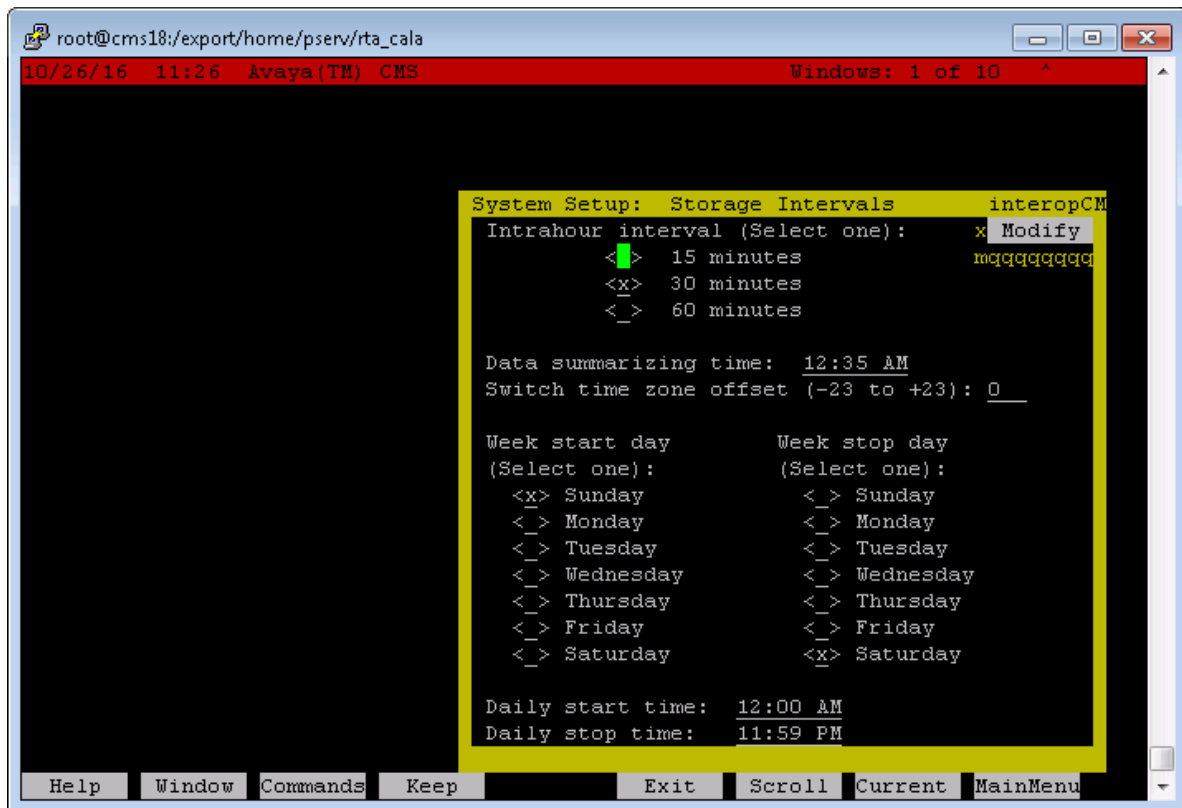 root@cms18:/export/home/pserv/rta_cala
10/26/16 11:26 Avaya(TM) CMS Windows: 1 of 10 ^
System Setup: Storage Intervals interopCM
Intrahour interval (Select one): x Modify
< > 15 minutes mqqqqqqqq
<x> 30 minutes
<_> 60 minutes
Data summarizing time: 12:35 AM
Switch time zone offset (-23 to +23): 0
Week start day Week stop day
(Select one): (Select one):
<x> Sunday <_> Sunday
<_> Monday <_> Monday
<_> Tuesday <_> Tuesday
<_> Wednesday <_> Wednesday
<_> Thursday <_> Thursday
<_> Friday <_> Friday
<_> Saturday <x> Saturday
Daily start time: 12:00 AM
Daily stop time: 11:59 PM
Help Window Commands Keep Exit Scroll Current MainMenu